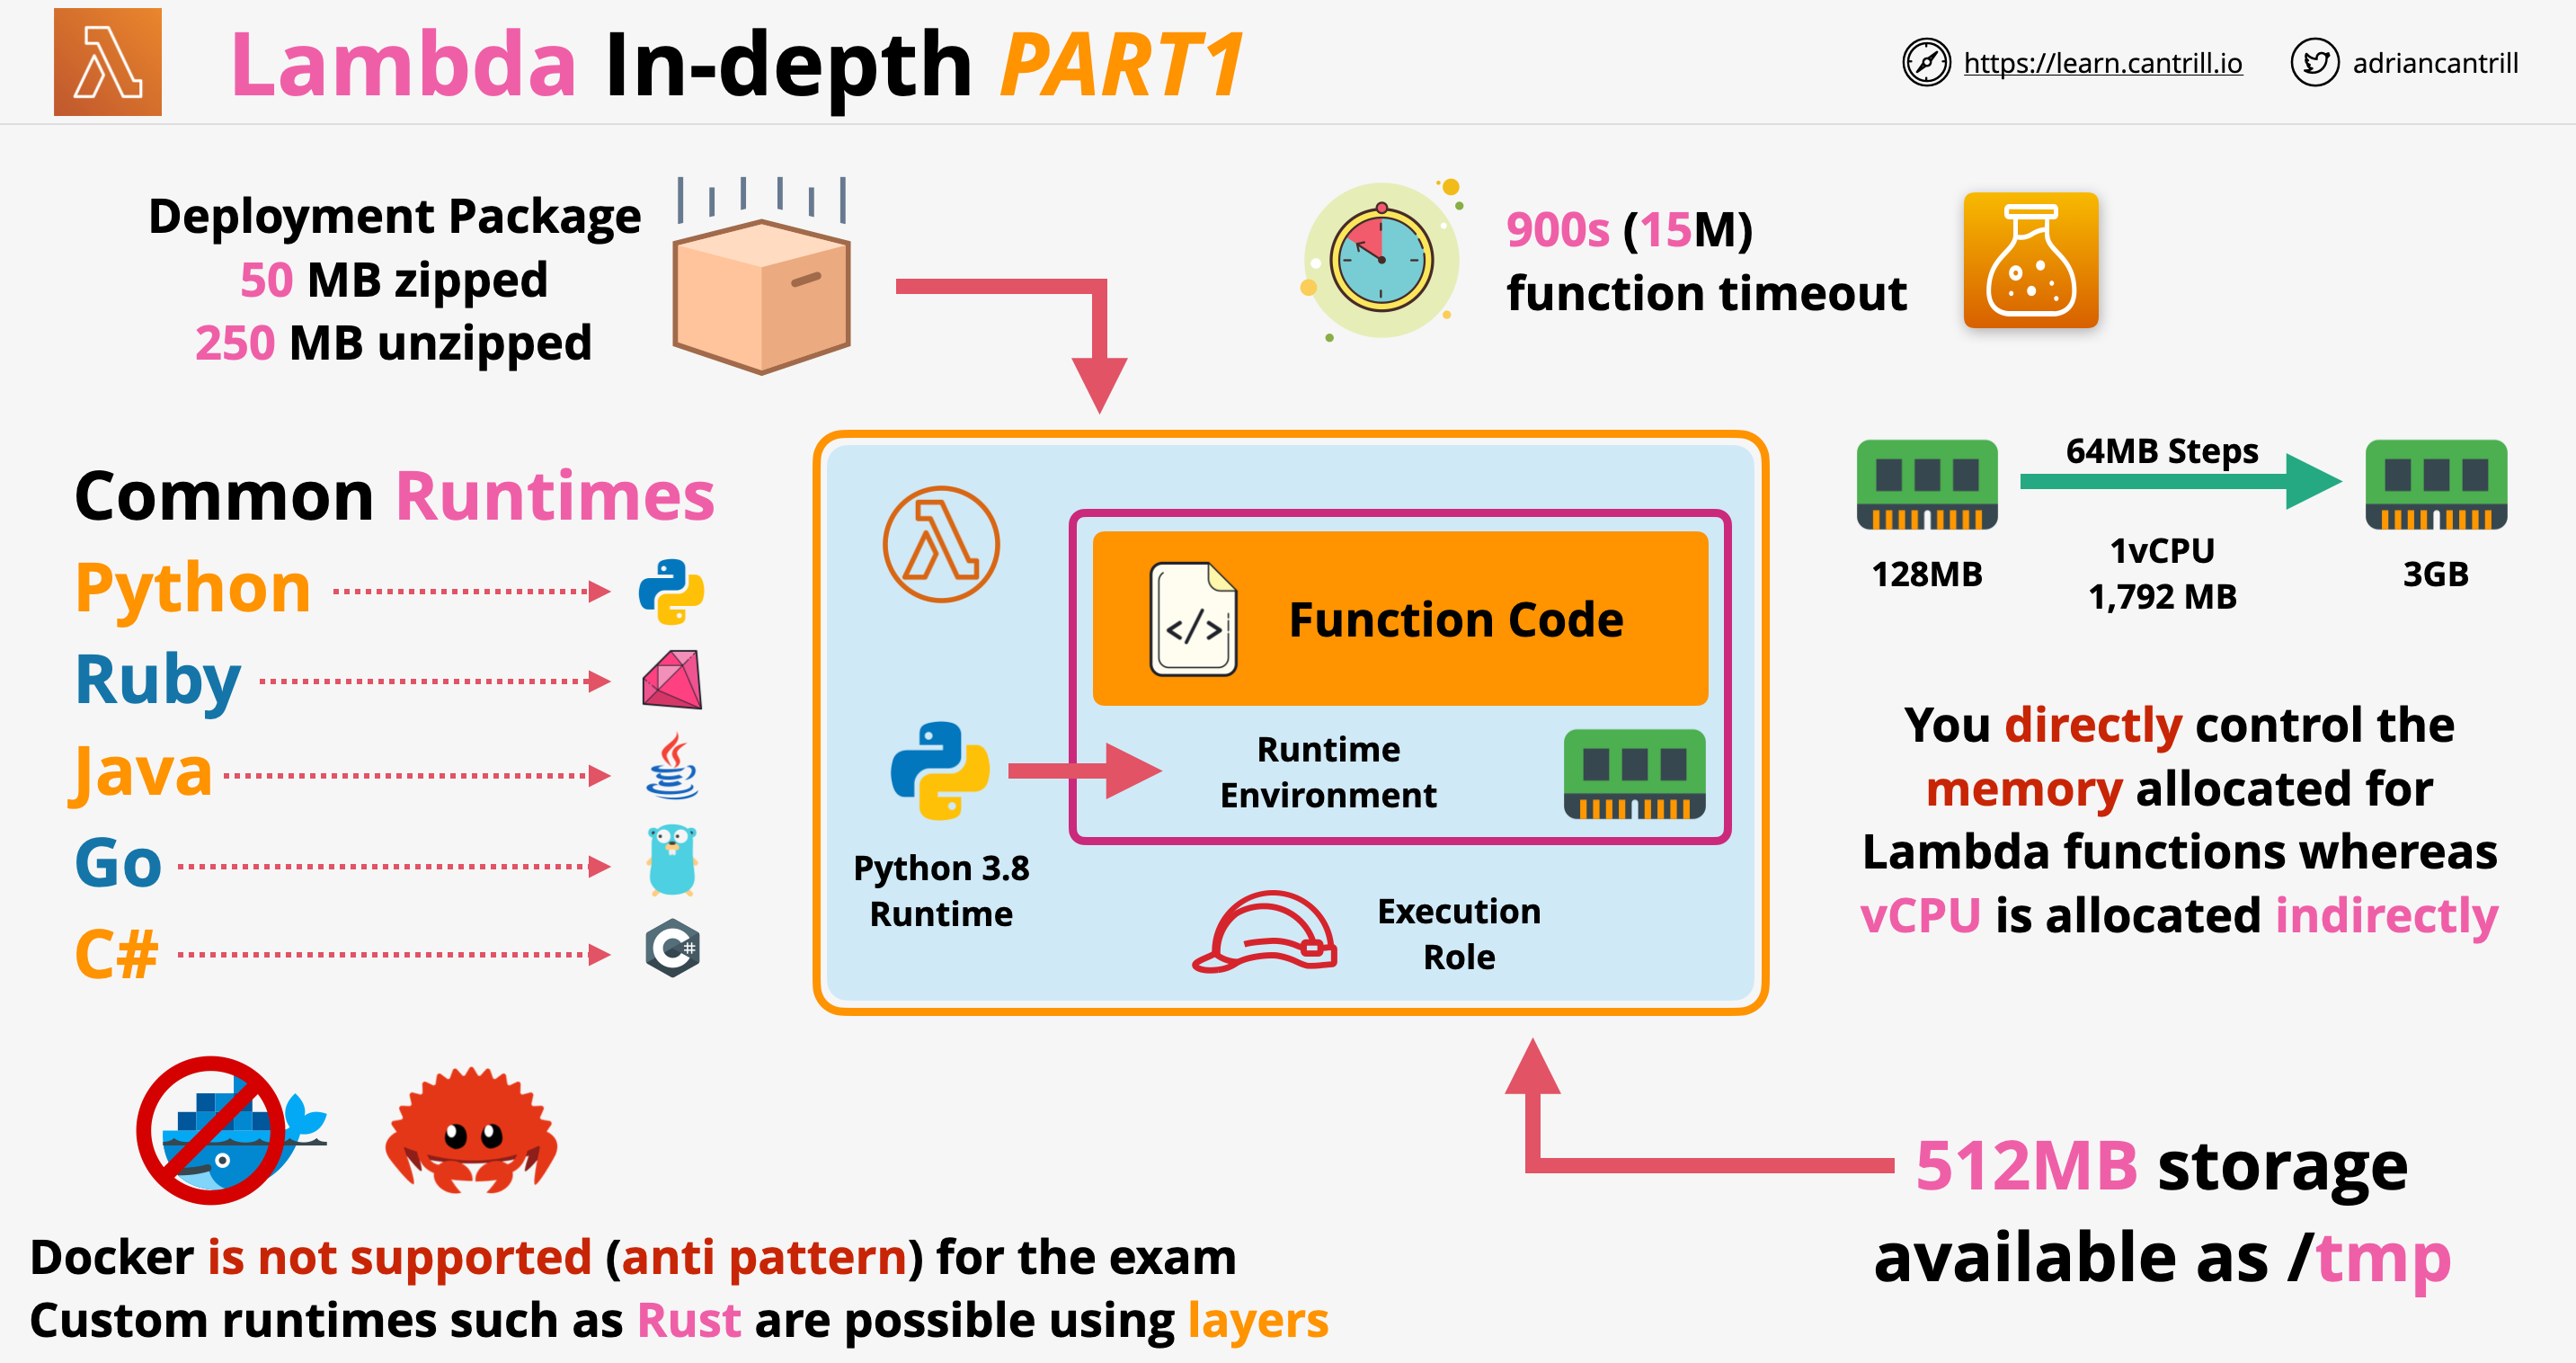 Lambda In-depth PART1
https://learn.cantrill.io
adriancantrill
Deployment Package
50 MB zipped
250 MB unzipped
900s (15M)
function timeout
Common Runtimes
Python
Ruby
Java
Go
C#
Function Code
Runtime
Environment
Python 3.8
Runtime
Execution
Role
64MB Steps
128MB
1vCPU
1,792 MB
3GB
You directly control the
memory allocated for
Lambda functions whereas
vCPU is allocated indirectly
512MB storage
available as /tmp
Docker is not supported (anti pattern) for the exam
Custom runtimes such as Rust are possible using layers